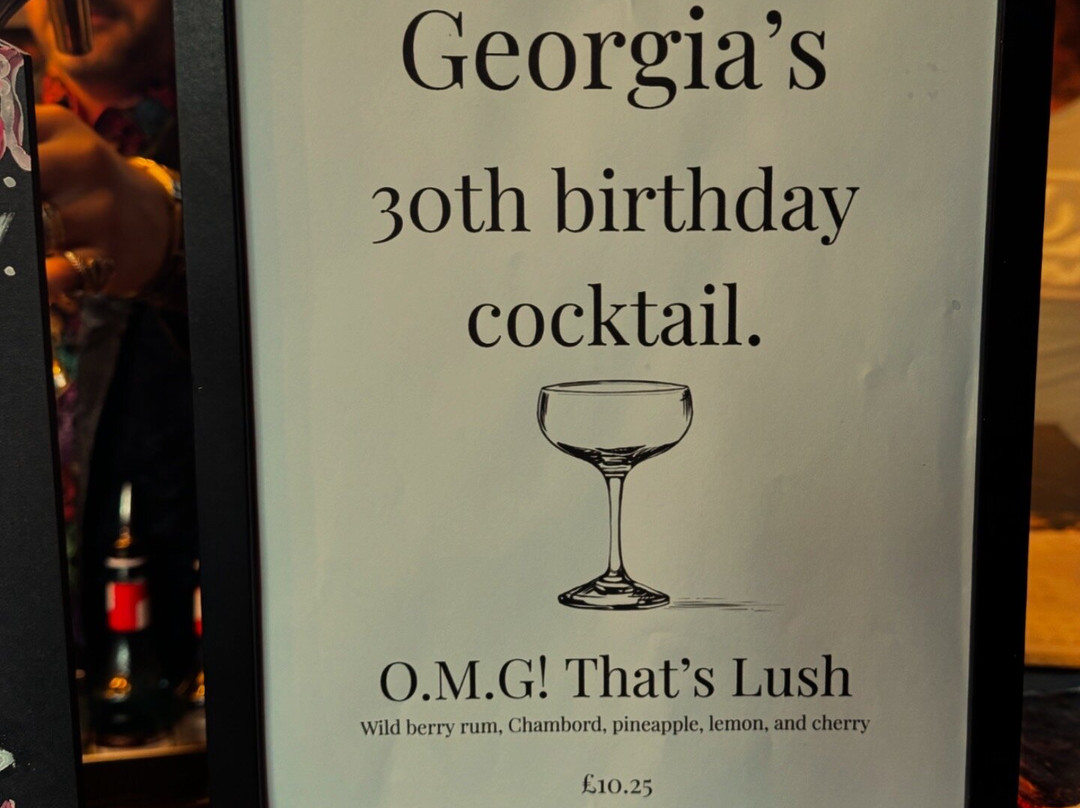 Georgia’s
30th birthday
cocktail.
O.M.G! That’s Lush
Wild berry rum, Chambord, pineapple, lemon, and cherry
£10.25